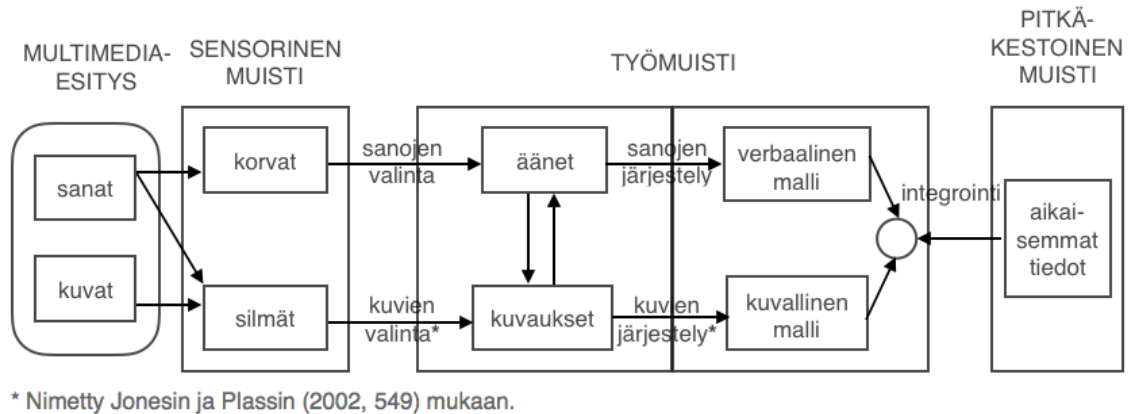 MULTIMEDIA-
ESITYS
SENSORINEN
MUISTI
TYÖMUISTI
PITKÄ-
KESTOINEN
MUISTI
sanat
kuvat
korvat
silmät
sanojen
valinta
kuvien
valinta*
äänet
kuvaukset
sanojen
järjestely
kuvien
järjestely*
verbaalinen
malli
kuvallinen
malli
integrointi
aikai-
semmat
tiedot
* Nimetty Jonesin ja Plassin (2002, 549) mukaan.